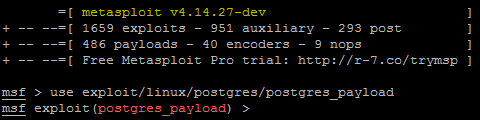 =[ metasploit v4.14.27-dev ]
+ -- --=[ 1659 exploits - 951 auxiliary - 293 post ]
+ -- --=[ 486 payloads - 40 encoders - 9 nops ]
+ -- --=[ Free Metasploit Pro trial: http://r-7.co/trymsp ]
msf > use exploit/linux/postgres/postgres_payload
msf exploit(postgres_payload) >